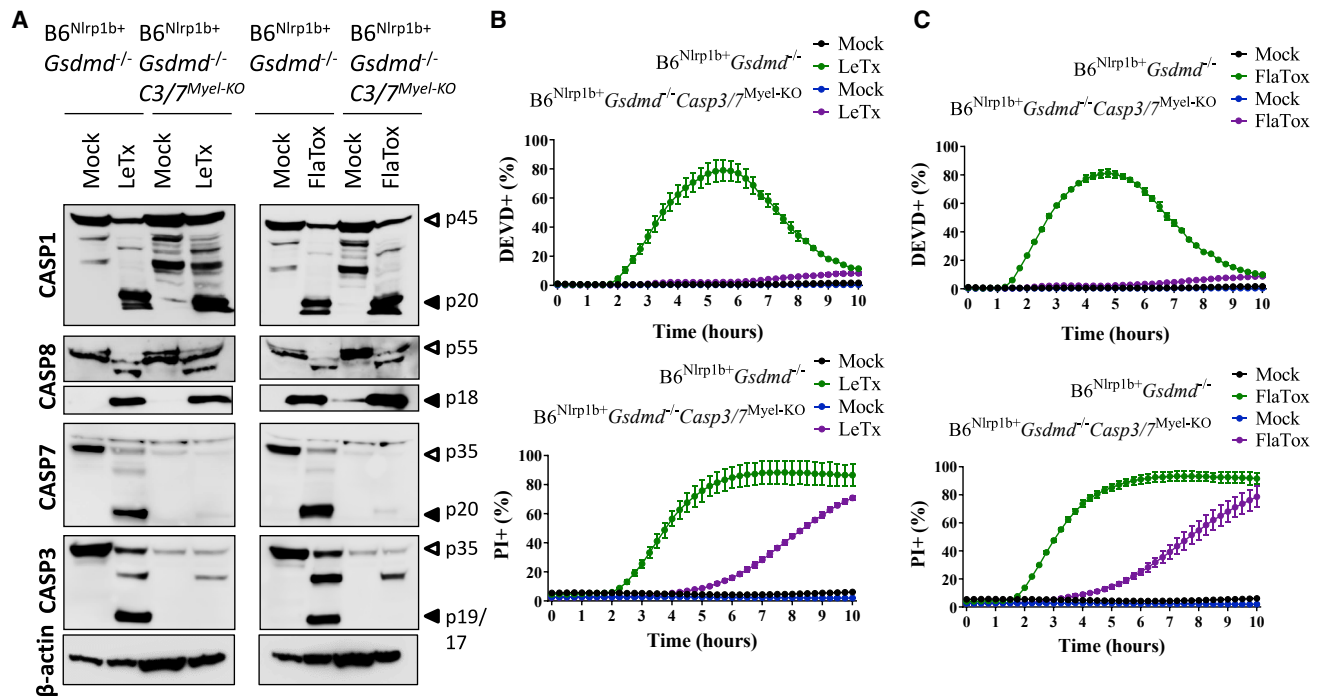 A
B6Nlrp1b+ B6Nlrp1b+ B6Nlrp1b+ B6Nlrp1b+
Gsdmd-/- Gsdmd-/- Gsdmd-/- Gsdmd-/-
C3/7Myel-KO C3/7Myel-KO
Mock LeTx Mock LeTx Mock FlaTox Mock FlaTox
CASP1
p45
p20
CASP8
p55
p18
CASP7
p35
p20
CASP3
p35
p19/
17
β-actin
B
B6Nlrp1b+Gsdmd-/-
B6Nlrp1b+Gsdmd-/-Casp3/7Myel-KO
Mock
LeTx
Mock
LeTx
DEVD+ (%)
100
80
60
40
20
0
0 1 2 3 4 5 6 7 8 9 10
Time (hours)
B6Nlrp1b+Gsdmd-/-
B6Nlrp1b+Gsdmd-/-Casp3/7Myel-KO
Mock
LeTx
Mock
LeTx
PI+ (%)
100
80
60
40
20
0
0 1 2 3 4 5 6 7 8 9 10
Time (hours)
C
B6Nlrp1b+Gsdmd-/-
B6Nlrp1b+Gsdmd-/-Casp3/7Myel-KO
Mock
FlaTox
Mock
FlaTox
DEVD+ (%)
100
80
60
40
20
0
0 1 2 3 4 5 6 7 8 9 10
Time (hours)
B6Nlrp1b+Gsdmd-/-
B6Nlrp1b+Gsdmd-/-Casp3/7Myel-KO
Mock
FlaTox
Mock
FlaTox
PI+ (%)
100
80
60
40
20
0
0 1 2 3 4 5 6 7 8 9 10
Time (hours)